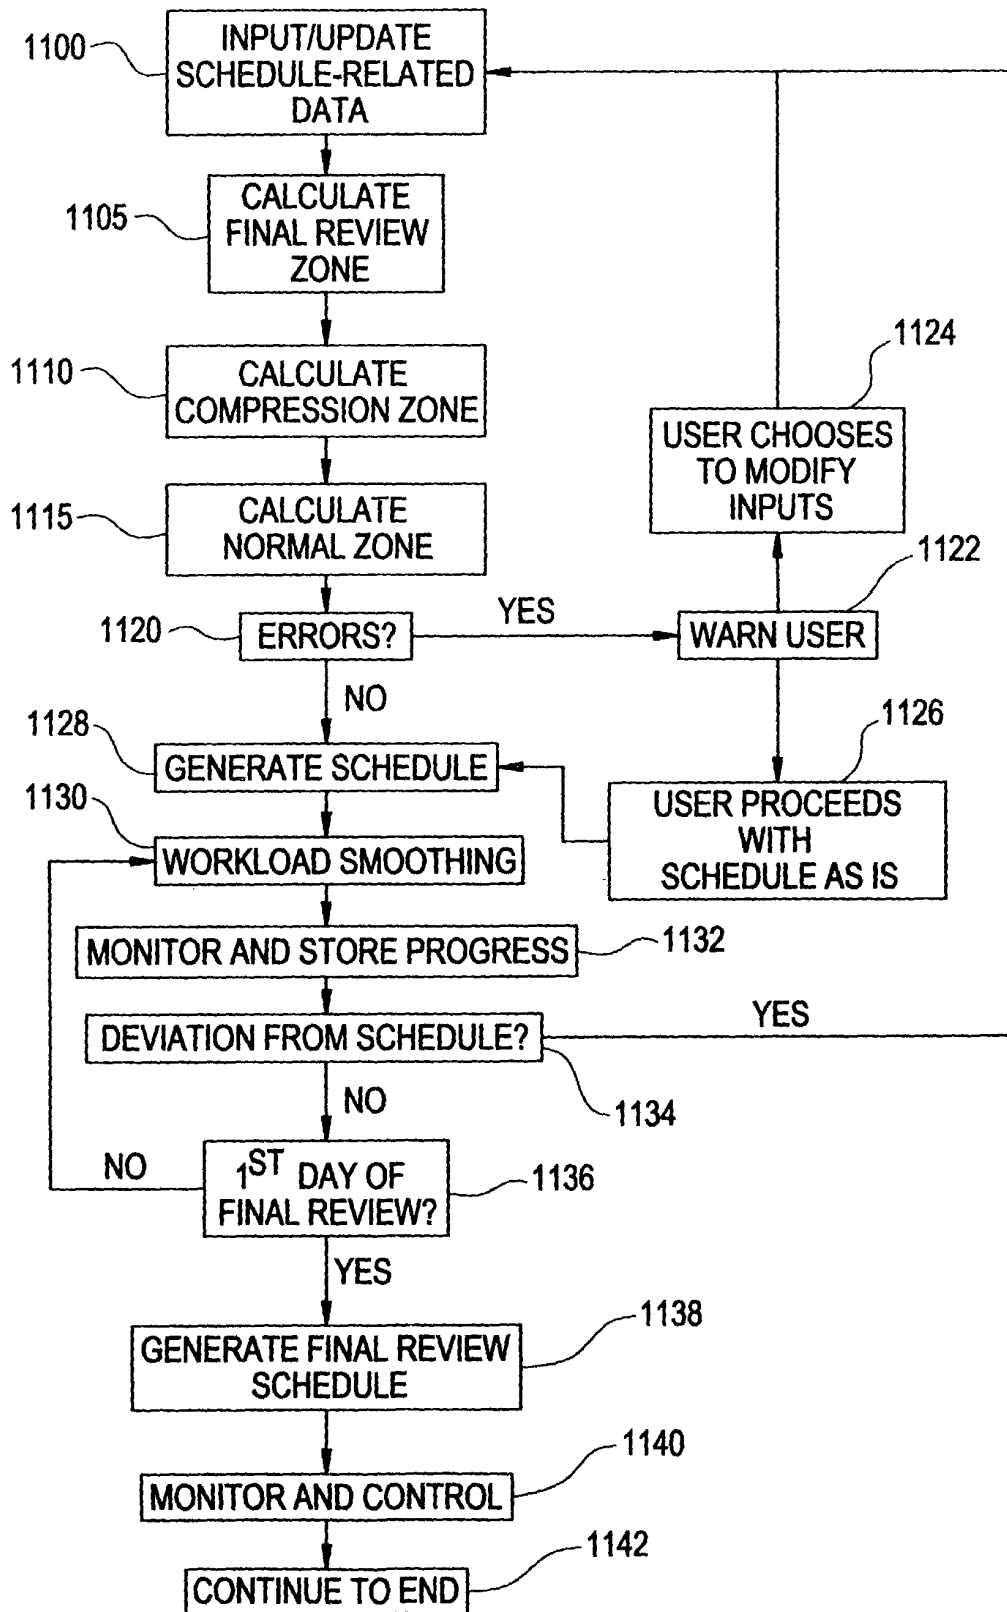 1100
INPUT/UPDATE
SCHEDULE-RELATED
DATA
1105
CALCULATE
FINAL REVIEW
ZONE
1110
CALCULATE
COMPRESSION ZONE
1115
CALCULATE
NORMAL ZONE
1124
USER CHOOSES
TO MODIFY
INPUTS
1120
ERRORS?
YES
1122
WARN USER
NO
1128
GENERATE SCHEDULE
1126
USER PROCEEDS
WITH
SCHEDULE AS IS
1130
WORKLOAD SMOOTHING
MONITOR AND STORE PROGRESS
1132
DEVIATION FROM SCHEDULE?
YES
1134
NO
NO
1ST DAY OF
FINAL REVIEW?
1136
YES
GENERATE FINAL REVIEW
SCHEDULE
1138
MONITOR AND CONTROL
1140
CONTINUE TO END
1142